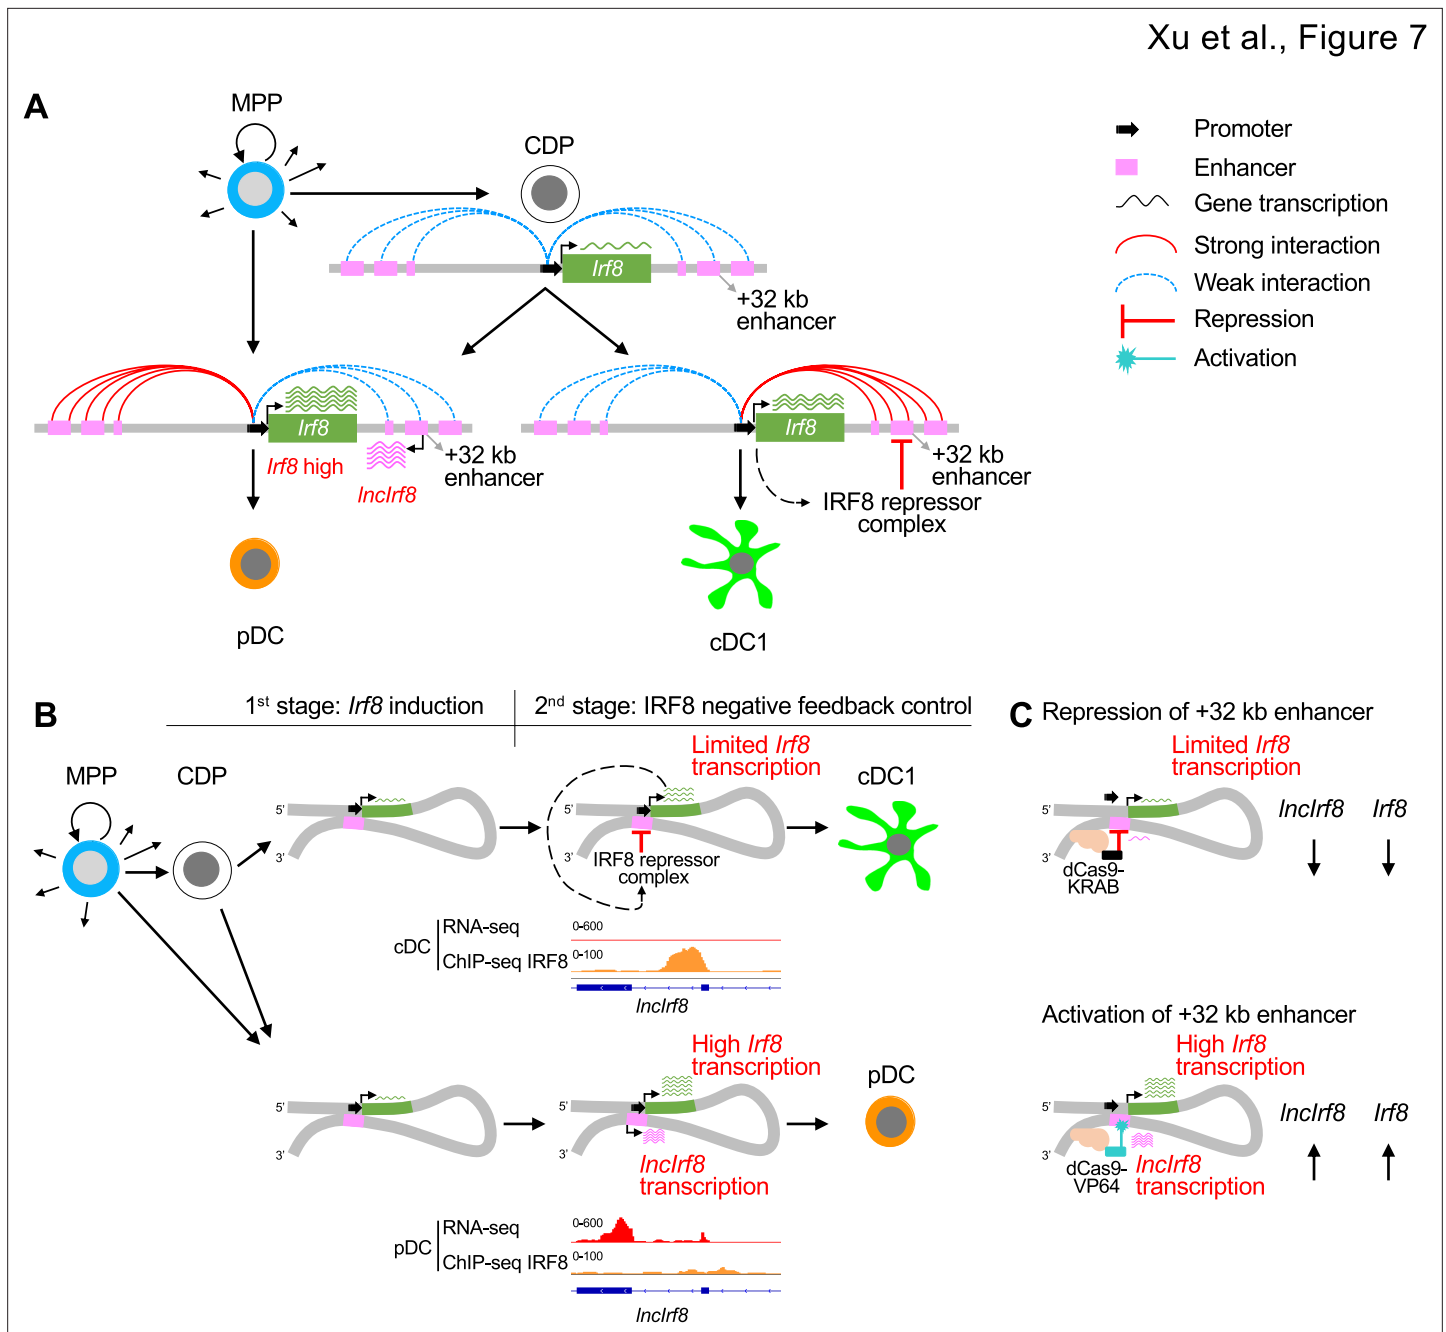 Xu et al., Figure 7
A
MPP
CDP
Irf8
+32 kb
enhancer
Promoter
Enhancer
Gene transcription
Strong interaction
Weak interaction
Repression
Activation
Irf8
Irf8 high
lncIrf8
+32 kb
enhancer
pDC
Irf8
+32 kb
enhancer
IRF8 repressor
complex
cDC1
B
1st stage: Irf8 induction
2nd stage: IRF8 negative feedback control
MPP
CDP
5'
3'
5'
3'
Limited Irf8
transcription
IRF8 repressor
complex
cDC1
cDC
RNA-seq
0-600
ChIP-seq IRF8
0-100
lncIrf8
5'
3'
5'
3'
High Irf8
transcription
lncIrf8
transcription
pDC
pDC
RNA-seq
0-600
ChIP-seq IRF8
0-100
lncIrf8
C
Repression of +32 kb enhancer
Limited Irf8
transcription
5'
3'
dCas9-
KRAB
lncIrf8
Irf8
Activation of +32 kb enhancer
High Irf8
transcription
5'
3'
dCas9-
VP64
lncIrf8
transcription
lncIrf8
Irf8